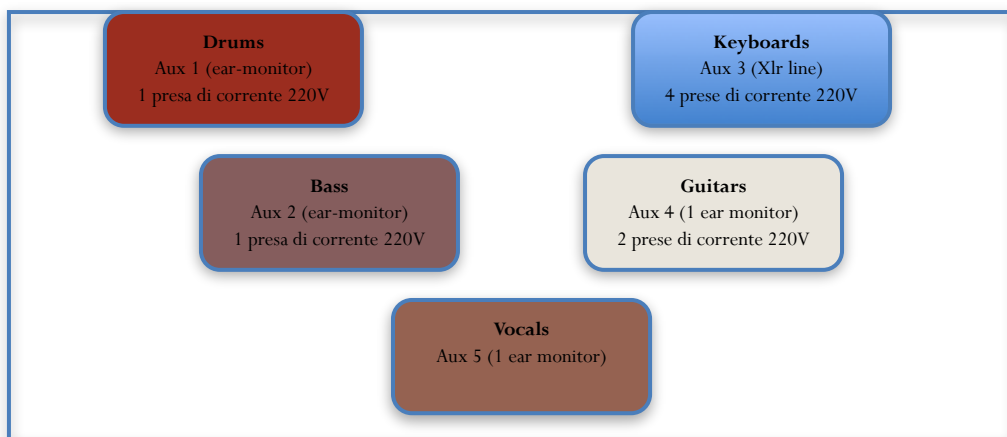 Drums
Aux 1 (ear-monitor)
1 presa di corrente 220V
Keyboards
Aux 3 (Xlr line)
4 prese di corrente 220V
Bass
Aux 2 (ear-monitor)
1 presa di corrente 220V
Guitars
Aux 4 (1 ear monitor)
2 prese di corrente 220V
Vocals
Aux 5 (1 ear monitor)